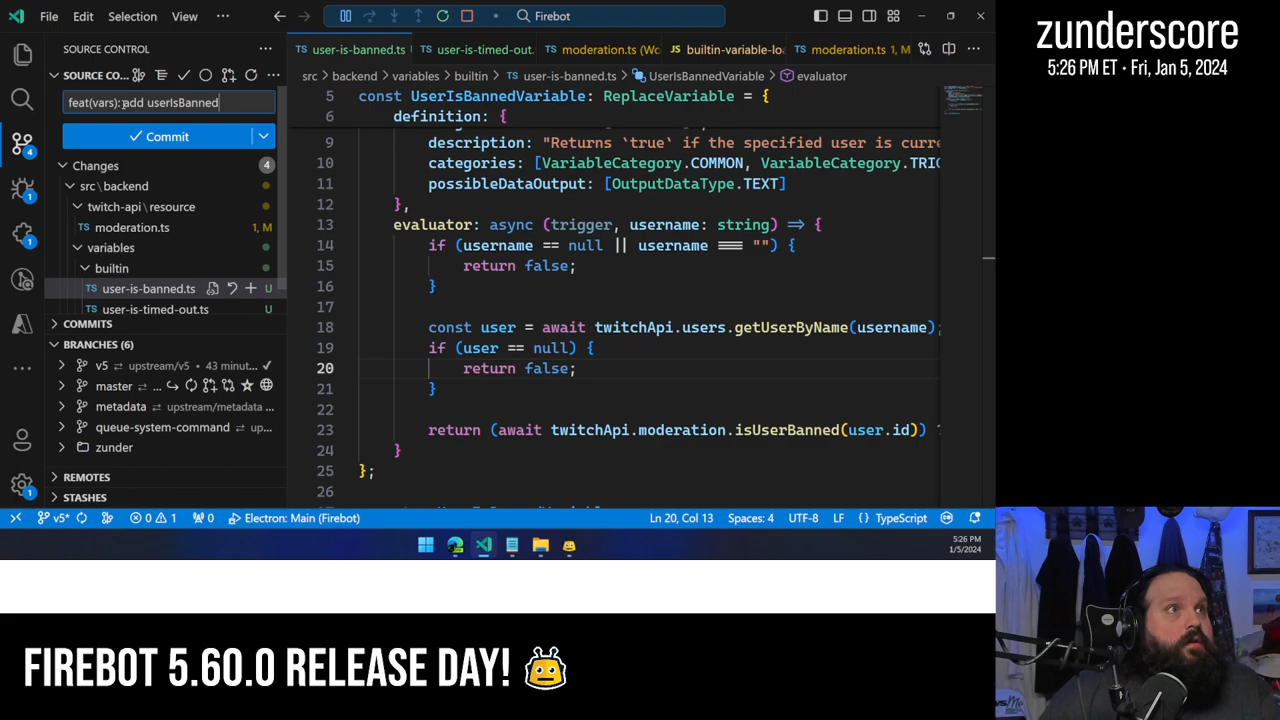 File Edit Selection View ··· Firebot
SOURCE CONTROL
SOURCE CO...
feat(vars): add userIsBanned
Commit
Changes 4
src\backend
twitch-api\resource
moderation.ts 1, M
variables
builtin
user-is-banned.ts U
user-is-timed-out.ts U
COMMITS
BRANCHES (6)
v5 upstream/v5 • 43 minut...
master ...
metadata upstream/metadata ...
queue-system-command up...
zunder
REMOTES
STASHES
4
1
1
1
user-is-banned.ts user-is-timed-out. moderation.ts (Wo builtin-variable-loa moderation.ts 1, M
src > backend > variables > builtin > user-is-banned.ts > UserIsBannedVariable > evaluator
5 const UserIsBannedVariable: ReplaceVariable = {
6 definition: {
9 description: "Returns `true` if the specified user is curre
10 categories: [VariableCategory.COMMON, VariableCategory.TRIG
11 possibleDataOutput: [OutputDataType.TEXT]
12 },
13 evaluator: async (trigger, username: string) => {
14 if (username == null || username === "") {
15 return false;
16 }
17
18 const user = await twitchApi.users.getUserByName(username);
19 if (user == null) {
20 return false;
21 }
22
23 return (await twitchApi.moderation.isUserBanned(user.id)) ?
24 }
25 };
26
v5* 0 1 0 Electron: Main (Firebot) Ln 20, Col 13 Spaces: 4 UTF-8 LF {} TypeScript
5:26 PM
1/5/2024
zunderscore
5:26 PM ET • Fri, Jan 5, 2024
FIREBOT 5.60.0 RELEASE DAY!